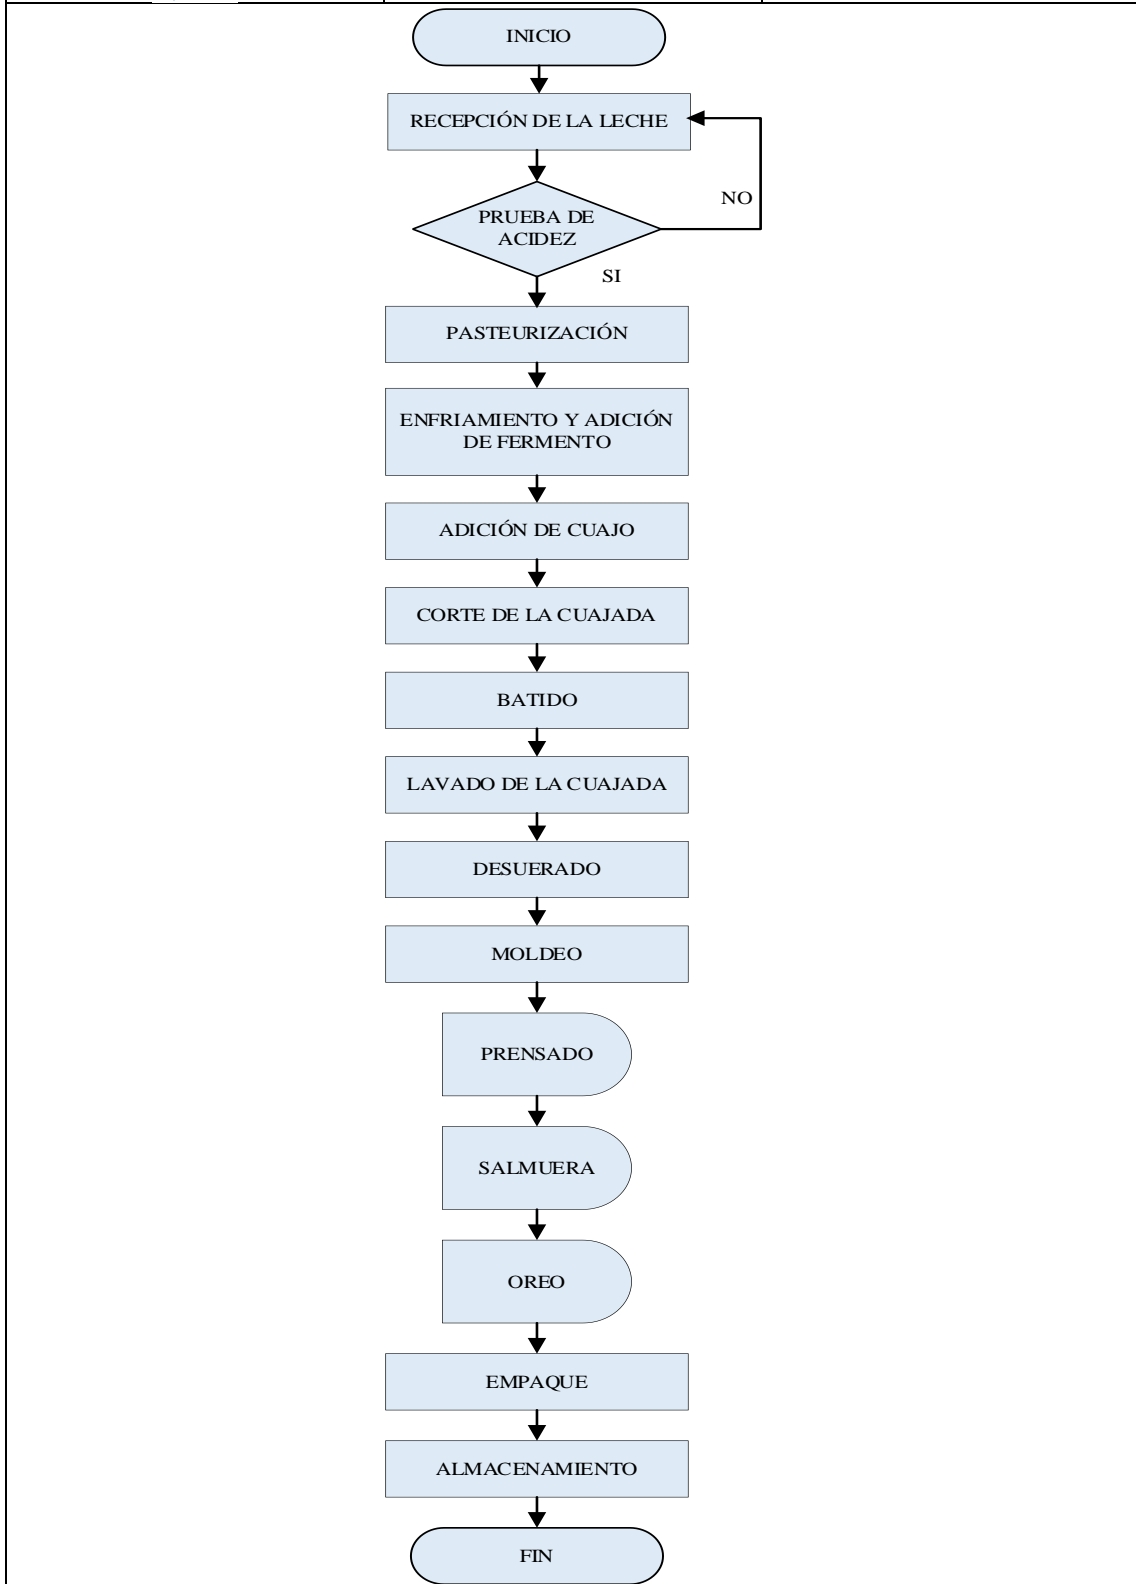 INICIO
RECEPCIÓN DE LA LECHE
NO
PRUEBA DE
ACIDEZ
SI
PASTEURIZACIÓN
ENFRIAMIENTO Y ADICIÓN
DE FERMENTO
ADICIÓN DE CUAJO
CORTE DE LA CUAJADA
BATIDO
LAVADO DE LA CUAJADA
DESUERADO
MOLDEO
PRENSADO
SALMUERA
OREO
EMPAQUE
ALMACENAMIENTO
FIN